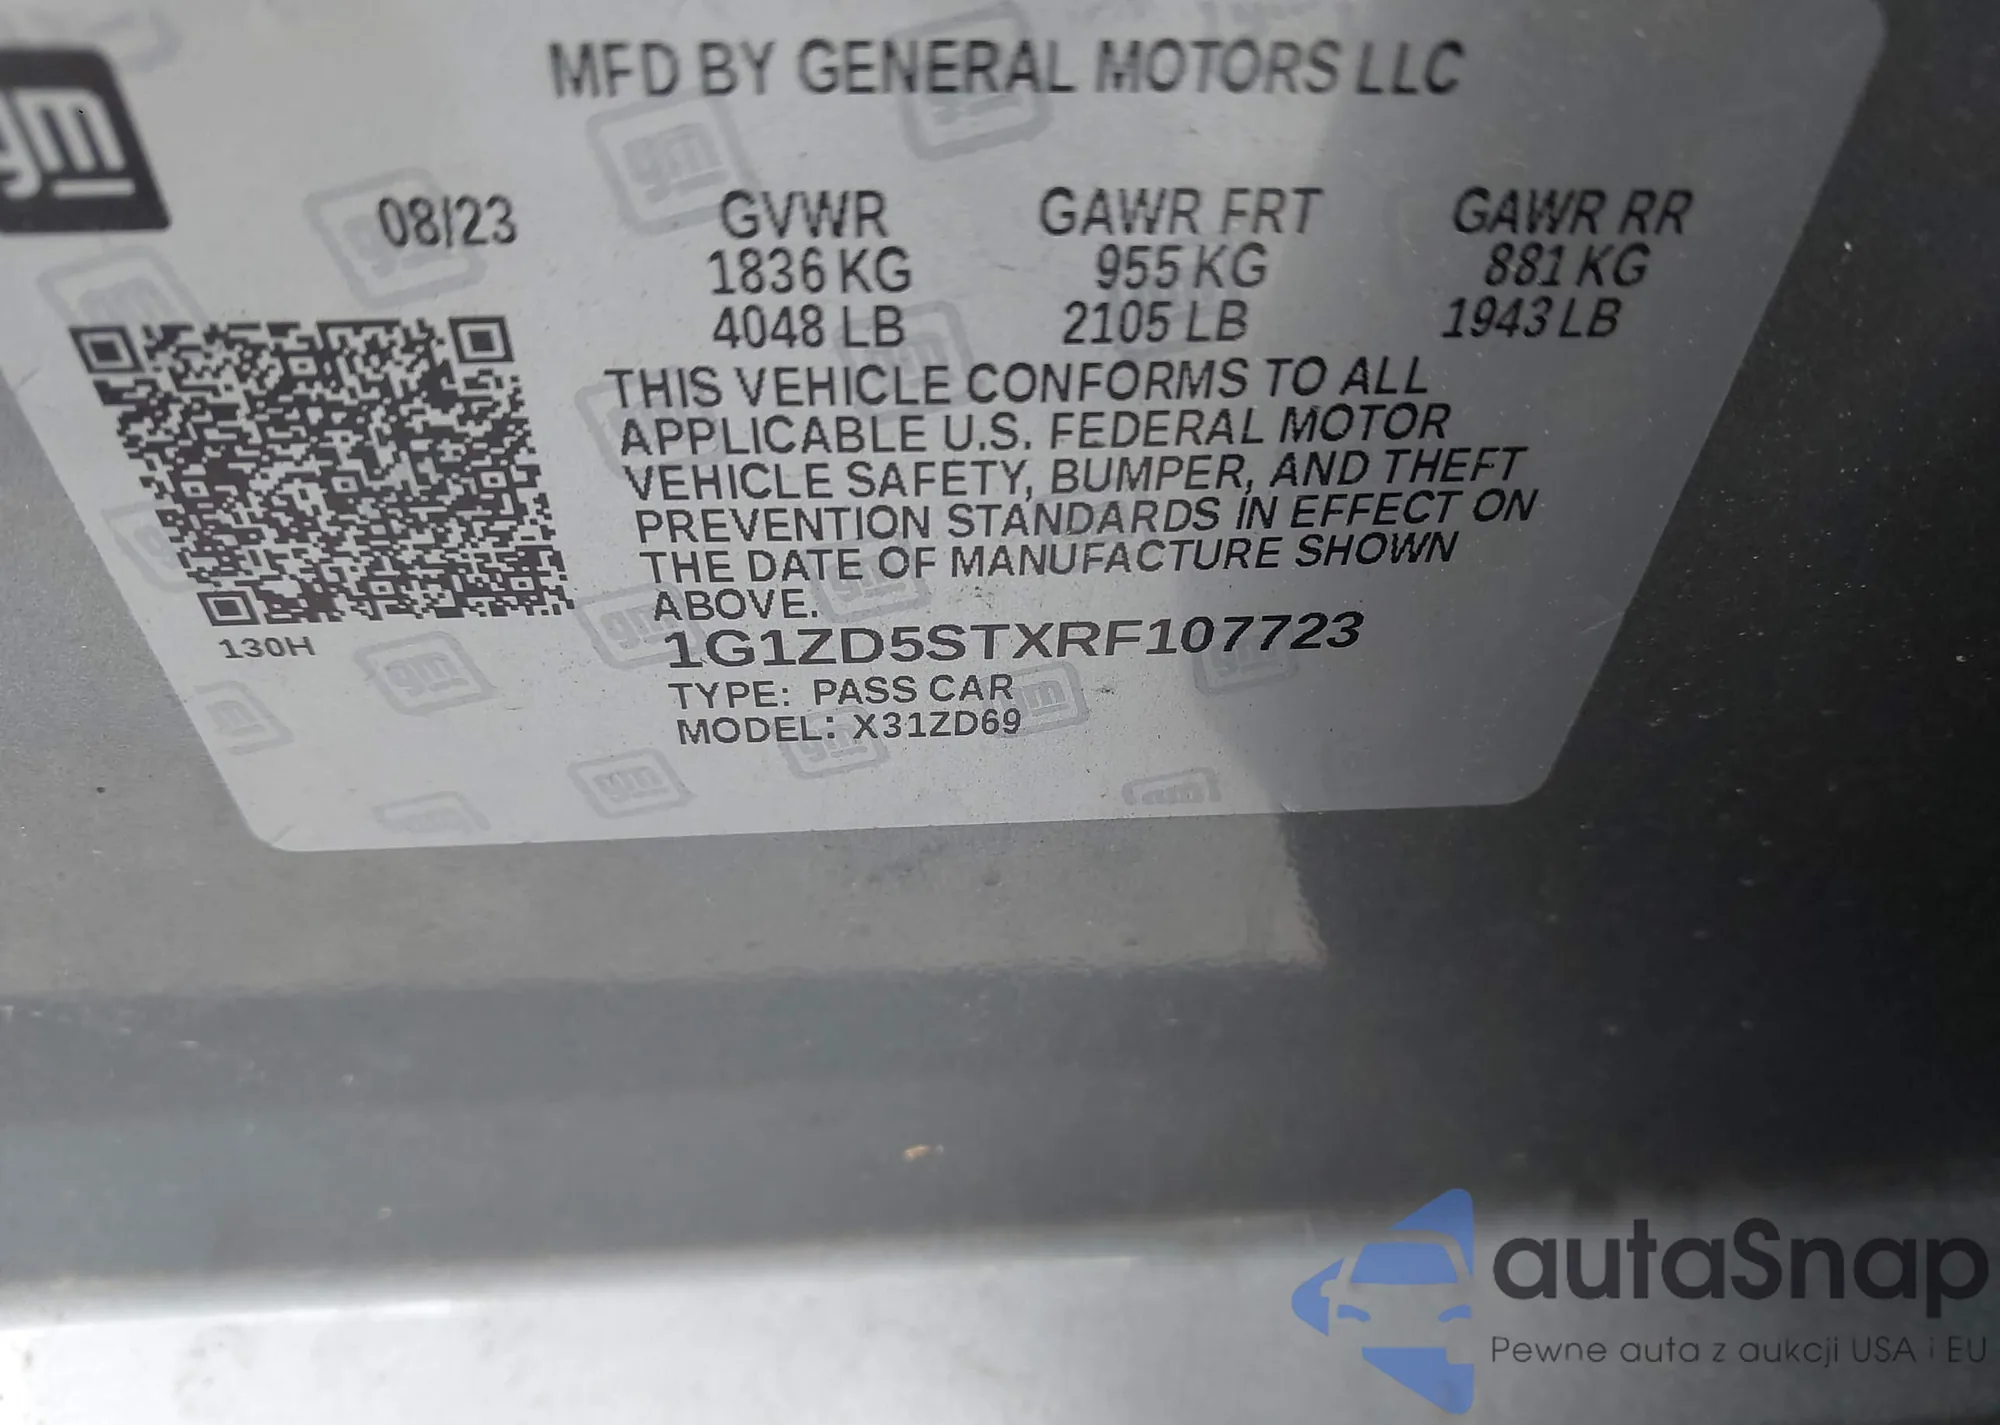 MFD BY GENERAL MOTORS LLC
gm
08/23
GVWR
1836 KG
4048 LB
GAWR FRT
955 KG
2105 LB
GAWR RR
881 KG
1943 LB
THIS VEHICLE CONFORMS TO ALL
APPLICABLE U.S. FEDERAL MOTOR
VEHICLE SAFETY, BUMPER, AND THEFT
PREVENTION STANDARDS IN EFFECT ON
THE DATE OF MANUFACTURE SHOWN
ABOVE.
130H
1G1ZD5STXRF107723
TYPE: PASS CAR
MODEL: X31ZD69
autaSnap
Pewne auta z aukcji USA i EU